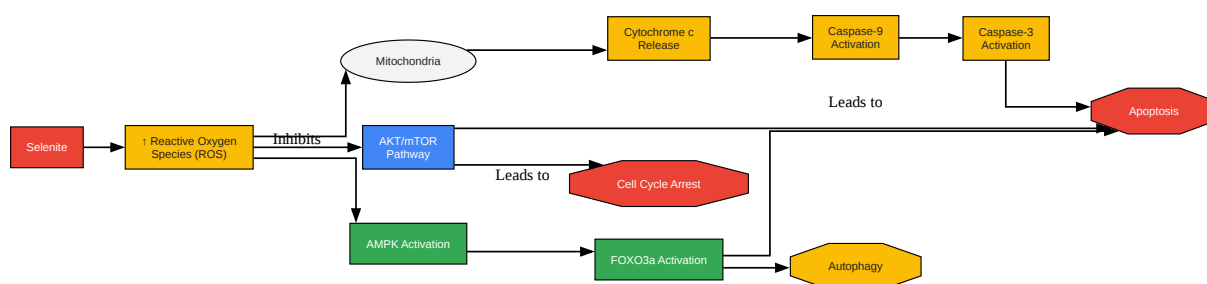 Cytochrome c
Release
Caspase-9
Activation
Caspase-3
Activation
Mitochondria
Leads to
Apoptosis
Selenite
↑ Reactive Oxygen
Species (ROS)
Inhibits
AKT/mTOR
Pathway
Leads to
Cell Cycle Arrest
AMPK Activation
FOXO3a Activation
Autophagy